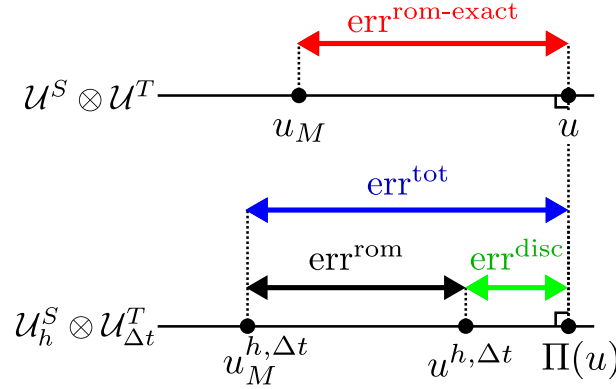 err^rom-exact
𝒰^S ⊗ 𝒰^T
u_M u
err^tot
err^rom err^disc
𝒰_h^S ⊗ 𝒰_Δt^T
u_M^h,Δt u^h,Δt Π(u)